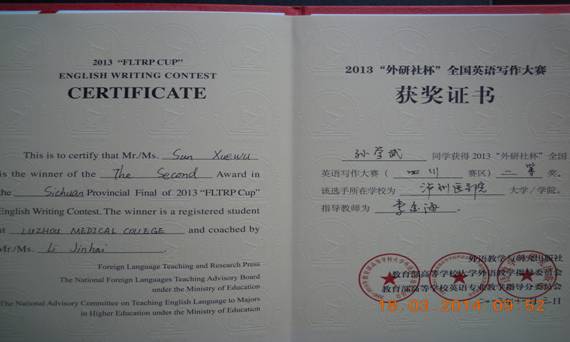 2013 "FLTRP CUP"
ENGLISH WRITING CONTEST
CERTIFICATE
This is to certify that Mr/Ms. Sun Xuewu
is the winner of the The Second Award in
the Sichuan Provincial Final of 2013 "FLTRP Cup"
English Writing Contest. The winner is a registered student
at LUZHOU MEDICAL COLLEGE and coached by
Mr/Ms. Li Jinhai.
Foreign Language Teaching and Research Press
The National Foreign Languages Teaching Advisory Board
under the Ministry of Education
The National Advisory Committee on Teaching English Language to Majors
in Higher Education under the Ministry of Education
2013 “外研社杯” 全国英语写作大赛
获奖证书
孙学武 同学获得 2013 “外研社杯” 全国
英语写作大赛 ( 四川 赛区) 二等 奖。
该选手所在学校为 泸州医学院 大学/学院。
指导教师为 李金海 。
外语教学与研究出版社
教育部高等学校大学外语教学指导委员会
教育部高等学校英语专业教学指导分委员会
18.03.2014 09:52